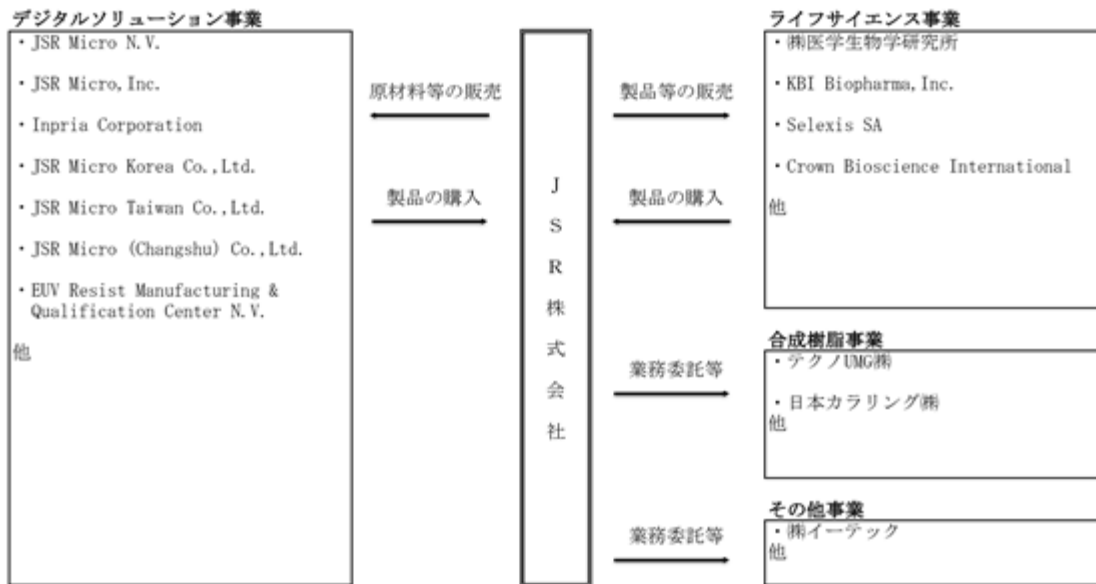 デジタルソリューション事業
・JSR Micro N.V.
・JSR Micro,Inc.
・Inpria Corporation
・JSR Micro Korea Co.,Ltd.
・JSR Micro Taiwan Co.,Ltd.
・JSR Micro (Changshu) Co.,Ltd.
・EUV Resist Manufacturing &
Qualification Center N.V.
他
原材料等の販売
製品の購入
JSR株式会社
製品等の販売
製品の購入
業務委託等
業務委託等
ライフサイエンス事業
・㈱医学生物学研究所
・KBI Biopharma,Inc.
・Selexis SA
・Crown Bioscience International
他
合成樹脂事業
・テクノUMG㈱
・日本カラリング㈱
他
その他事業
・㈱イーテック
他